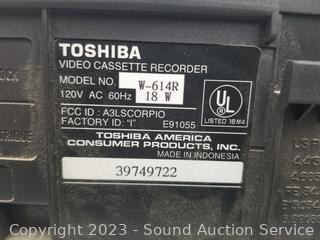 TOSHIBA
VIDEO CASSETTE RECORDER
MODEL NO. W-614R
120V AC 60Hz 18 W
UL
LISTED 16M4
FCC ID : A3LSCORPIO
FACTORY ID: "I" E91055
TOSHIBA AMERICA
CONSUMER PRODUCTS, INC.
MADE IN INDONESIA
39749722
Copyright 2023 - Sound Auction Service